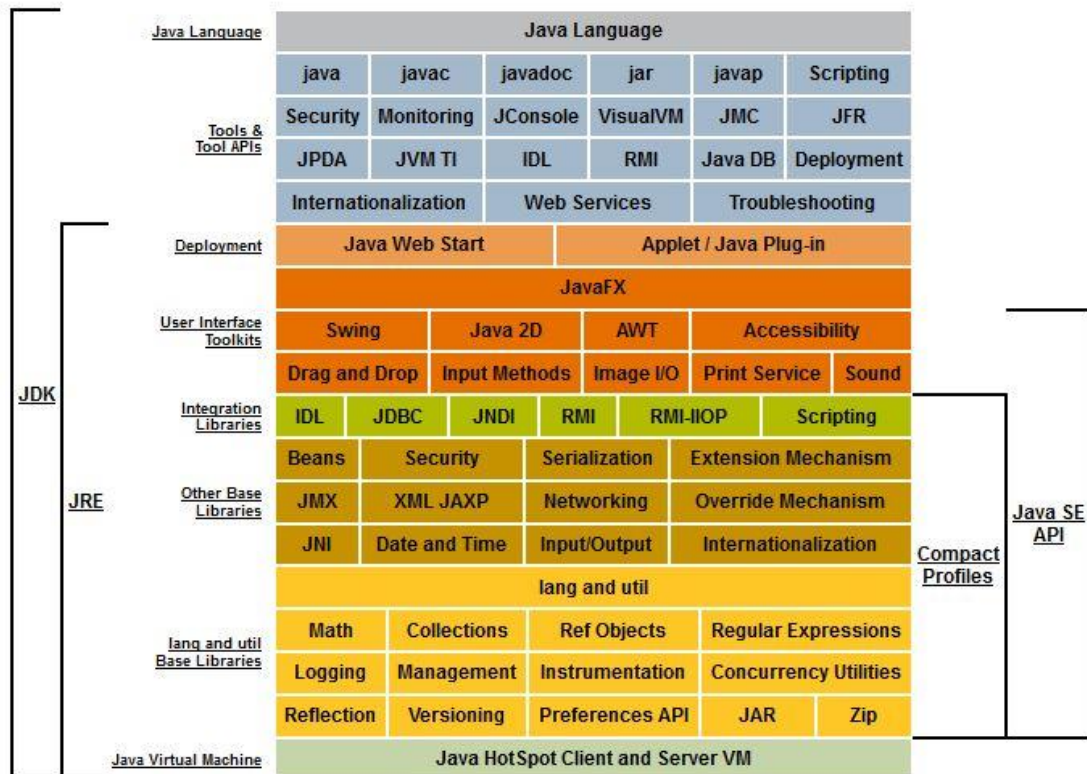 Java Language Java Language
java javac javadoc jar javap Scripting
Security Monitoring JConsole VisualVM JMC JFR
Tools &
Tool APIs
JPDA JVM TI IDL RMI Java DB Deployment
Internationalization Web Services Troubleshooting
Deployment Java Web Start Applet / Java Plug-in
JavaFX
User Interface
Toolkits
Swing Java 2D AWT Accessibility
Drag and Drop Input Methods Image I/O Print Service Sound
JDK
Integration
Libraries
IDL JDBC JNDI RMI RMI-IIOP Scripting
Beans Security Serialization Extension Mechanism
JRE
Other Base
Libraries
JMX XML JAXP Networking Override Mechanism
Java SE
API
JNI Date and Time Input/Output Internationalization
Compact
Profiles
lang and util
Math Collections Ref Objects Regular Expressions
lang and util
Base Libraries
Logging Management Instrumentation Concurrency Utilities
Reflection Versioning Preferences API JAR Zip
Java Virtual Machine Java HotSpot Client and Server VM